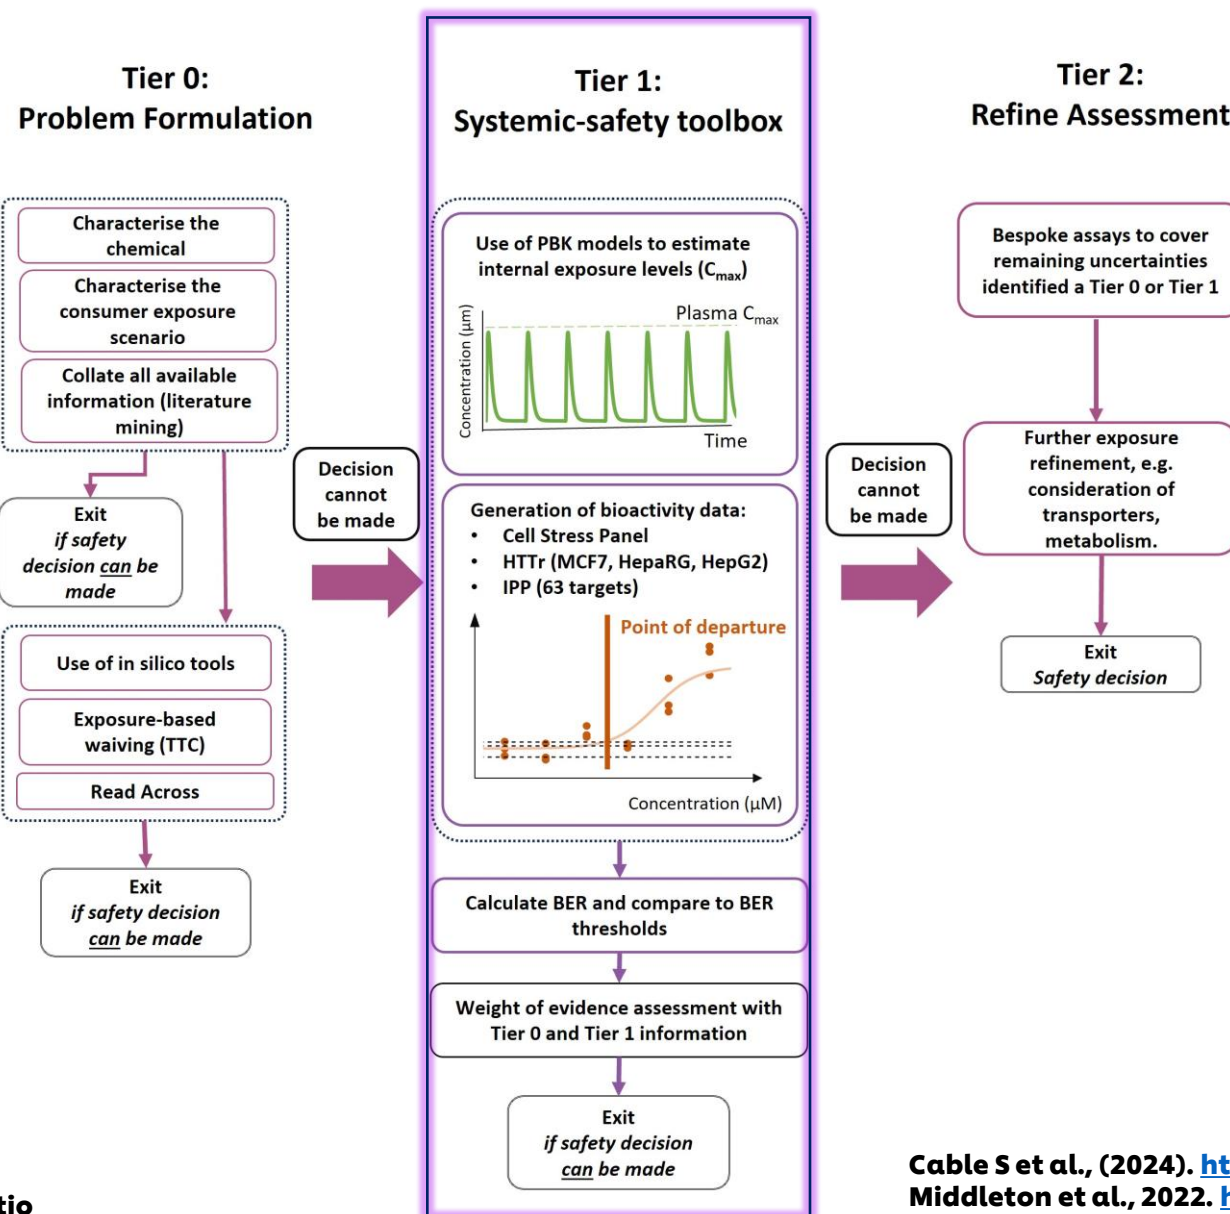 Tier 0:
Problem Formulation
Characterise the
chemical
Characterise the
consumer exposure
scenario
Collate all available
information (literature
mining)
Exit
if safety
decision can be
made
Use of in silico tools
Exposure-based
waiving (TTC)
Read Across
Exit
if safety decision
can be made
Decision
cannot
be made
Tier 1:
Systemic-safety toolbox
Use of PBK models to estimate
internal exposure levels (Cmax)
Plasma Cmax
Concentration (µm)
Time
Generation of bioactivity data:
• Cell Stress Panel
• HTTr (MCF7, HepaRG, HepG2)
• IPP (63 targets)
Point of departure
Concentration (µM)
Calculate BER and compare to BER
thresholds
Weight of evidence assessment with
Tier 0 and Tier 1 information
Exit
if safety decision
can be made
Decision
cannot
be made
Tier 2:
Refine Assessment
Bespoke assays to cover
remaining uncertainties
identified a Tier 0 or Tier 1
Further exposure
refinement, e.g.
consideration of
transporters,
metabolism.
Exit
Safety decision
Cable S et al., (2024). ht
Middleton et al., 2022. h
tio